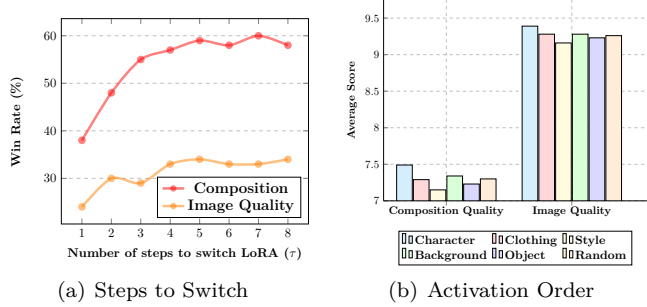 60
50
40
30
Win Rate (%)
1 2 3 4 5 6 7 8
Composition
Image Quality
Number of steps to switch LoRA (τ)
(a) Steps to Switch
9.5
9
8.5
8
7.5
7
Average Score
Composition Quality Image Quality
Character Clothing Style
Background Object Random
(b) Activation Order